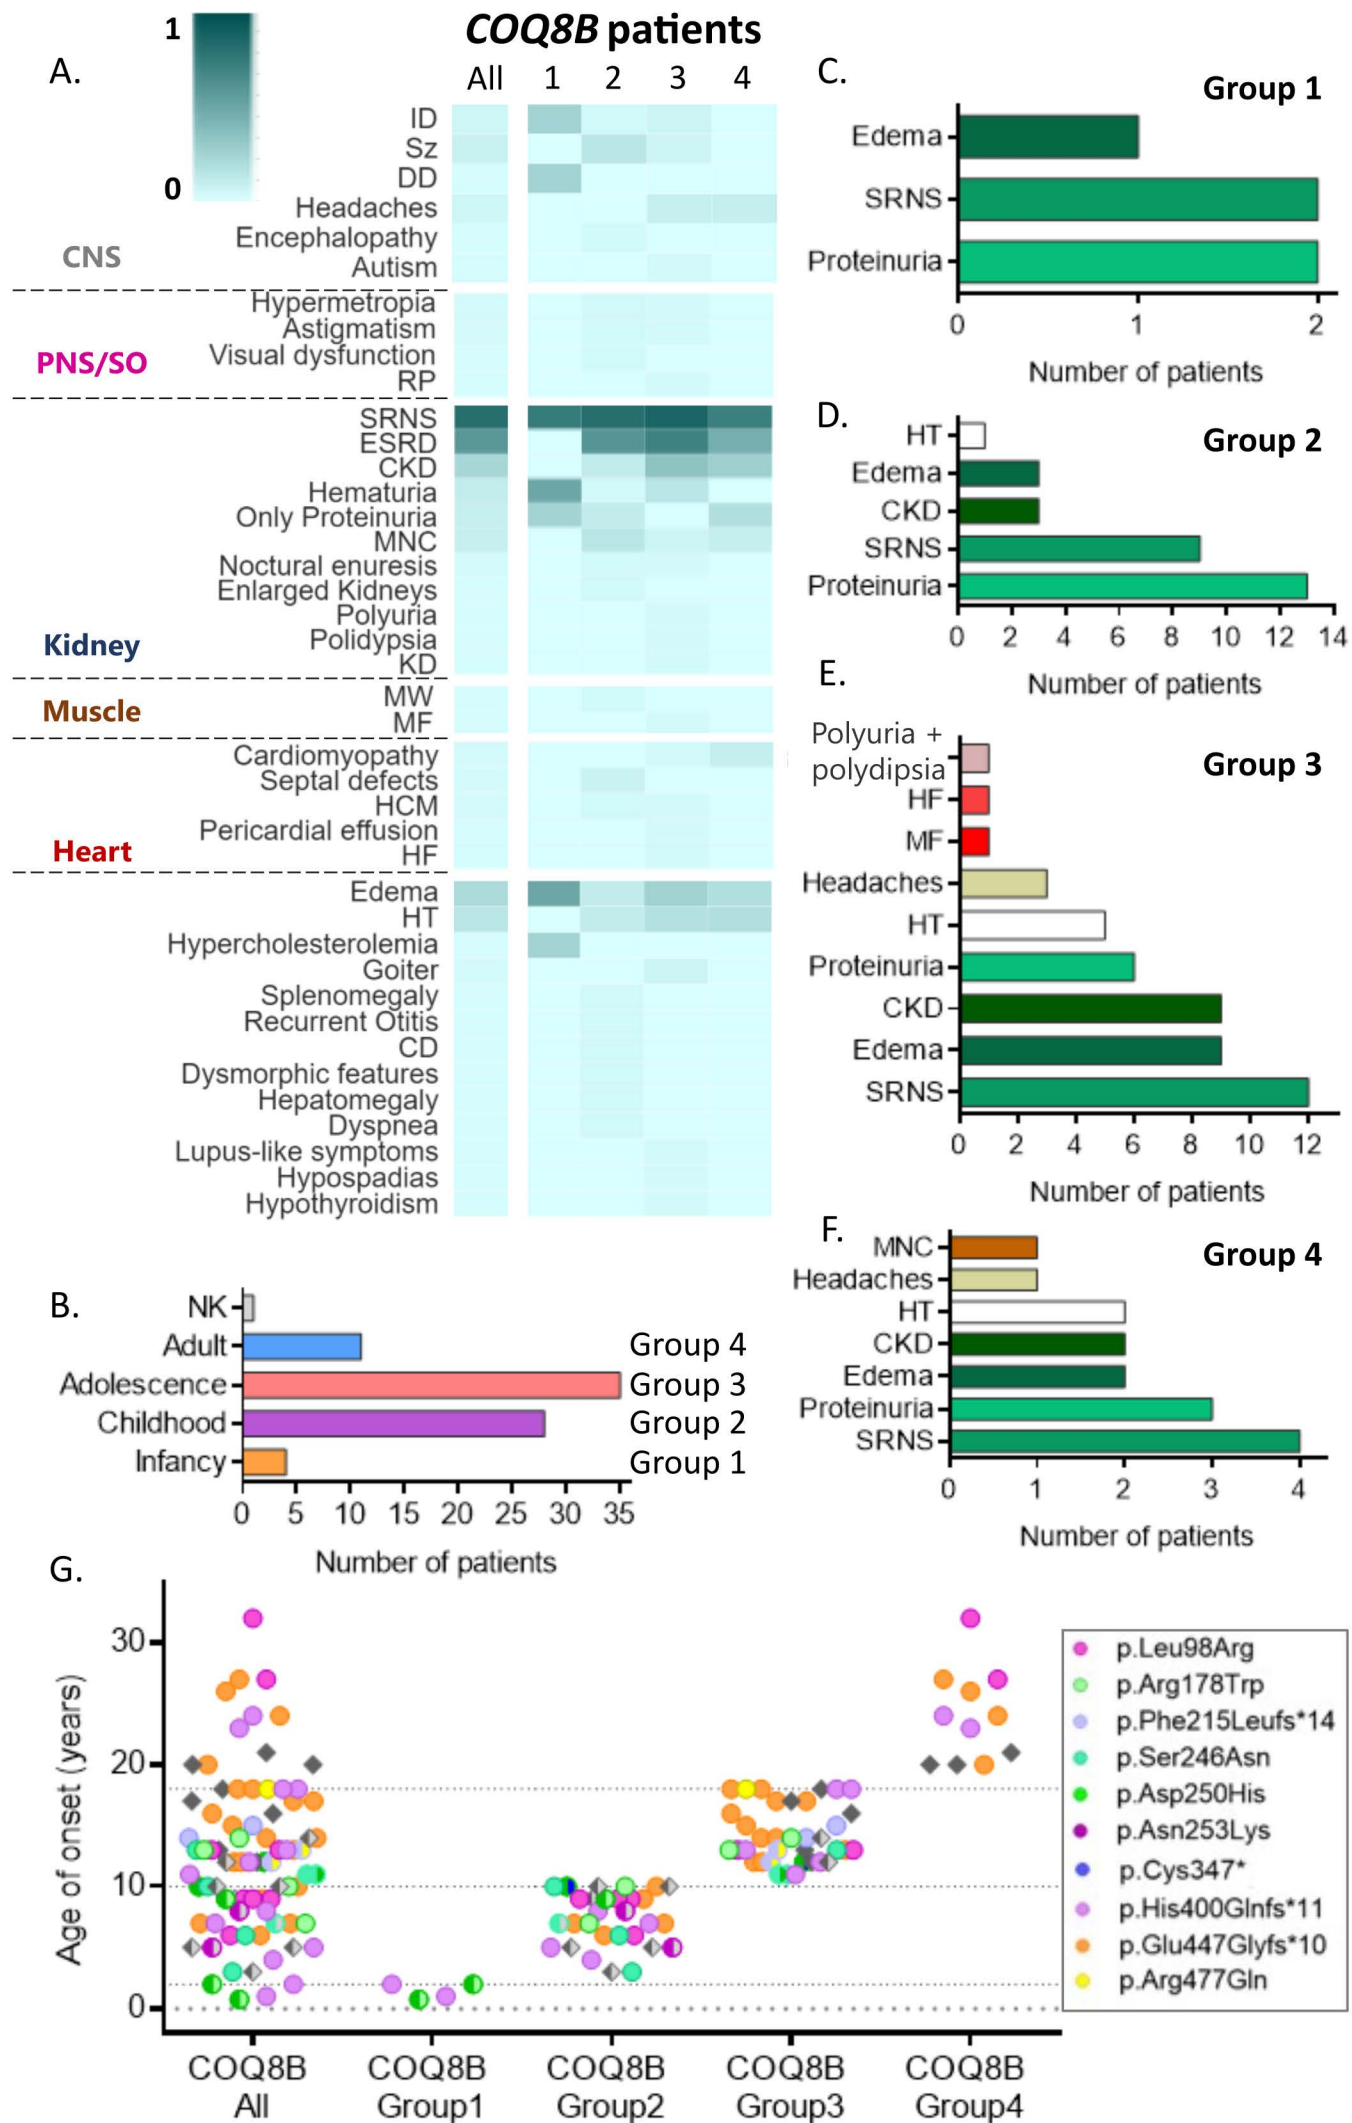 COQ8B patients
A.
1
0
All 1 2 3 4
ID
Sz
DD
Headaches
Encephalopathy
Autism
CNS
Hypermetropia
Astigmatism
Visual dysfunction
RP
PNS/SO
SRNS
ESRD
CKD
Hematuria
Only Proteinuria
MNC
Noctural enuresis
Enlarged Kidneys
Polyuria
Polidypsia
KD
Kidney
MW
MF
Muscle
Cardiomyopathy
Septal defects
HCM
Pericardial effusion
HF
Heart
Edema
HT
Hypercholesterolemia
Goiter
Splenomegaly
Recurrent Otitis
CD
Dysmorphic features
Hepatomegaly
Dyspnea
Lupus-like symptoms
Hypospadias
Hypothyroidism
B.
NK
Adult
Adolescence
Childhood
Infancy
Group 4
Group 3
Group 2
Group 1
0 5 10 15 20 25 30 35
Number of patients
C.
Group 1
Edema
SRNS
Proteinuria
0 1 2
Number of patients
D.
Group 2
HT
Edema
CKD
SRNS
Proteinuria
0 2 4 6 8 10 12 14
Number of patients
E.
Group 3
Polyuria +
polydipsia
HF
MF
Headaches
HT
Proteinuria
CKD
Edema
SRNS
0 2 4 6 8 10 12
Number of patients
F.
Group 4
MNC
Headaches
HT
CKD
Edema
Proteinuria
SRNS
0 1 2 3 4
Number of patients
G.
Age of onset (years)
30
20
10
0
COQ8B COQ8B COQ8B COQ8B COQ8B
All Group1 Group2 Group3 Group4
p.Leu98Arg
p.Arg178Trp
p.Phe215Leufs*14
p.Ser246Asn
p.Asp250His
p.Asn253Lys
p.Cys347*
p.His400Glnfs*11
p.Glu447Glyfs*10
p.Arg477Gln